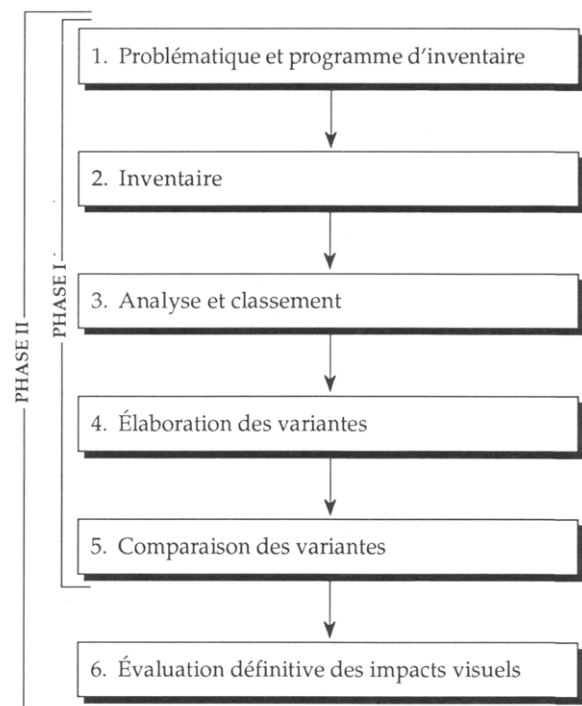 1. Problématique et programme d'inventaire
2. Inventaire
3. Analyse et classement
4. Élaboration des variantes
5. Comparaison des variantes
6. Évaluation définitive des impacts visuels
PHASE I
PHASE II